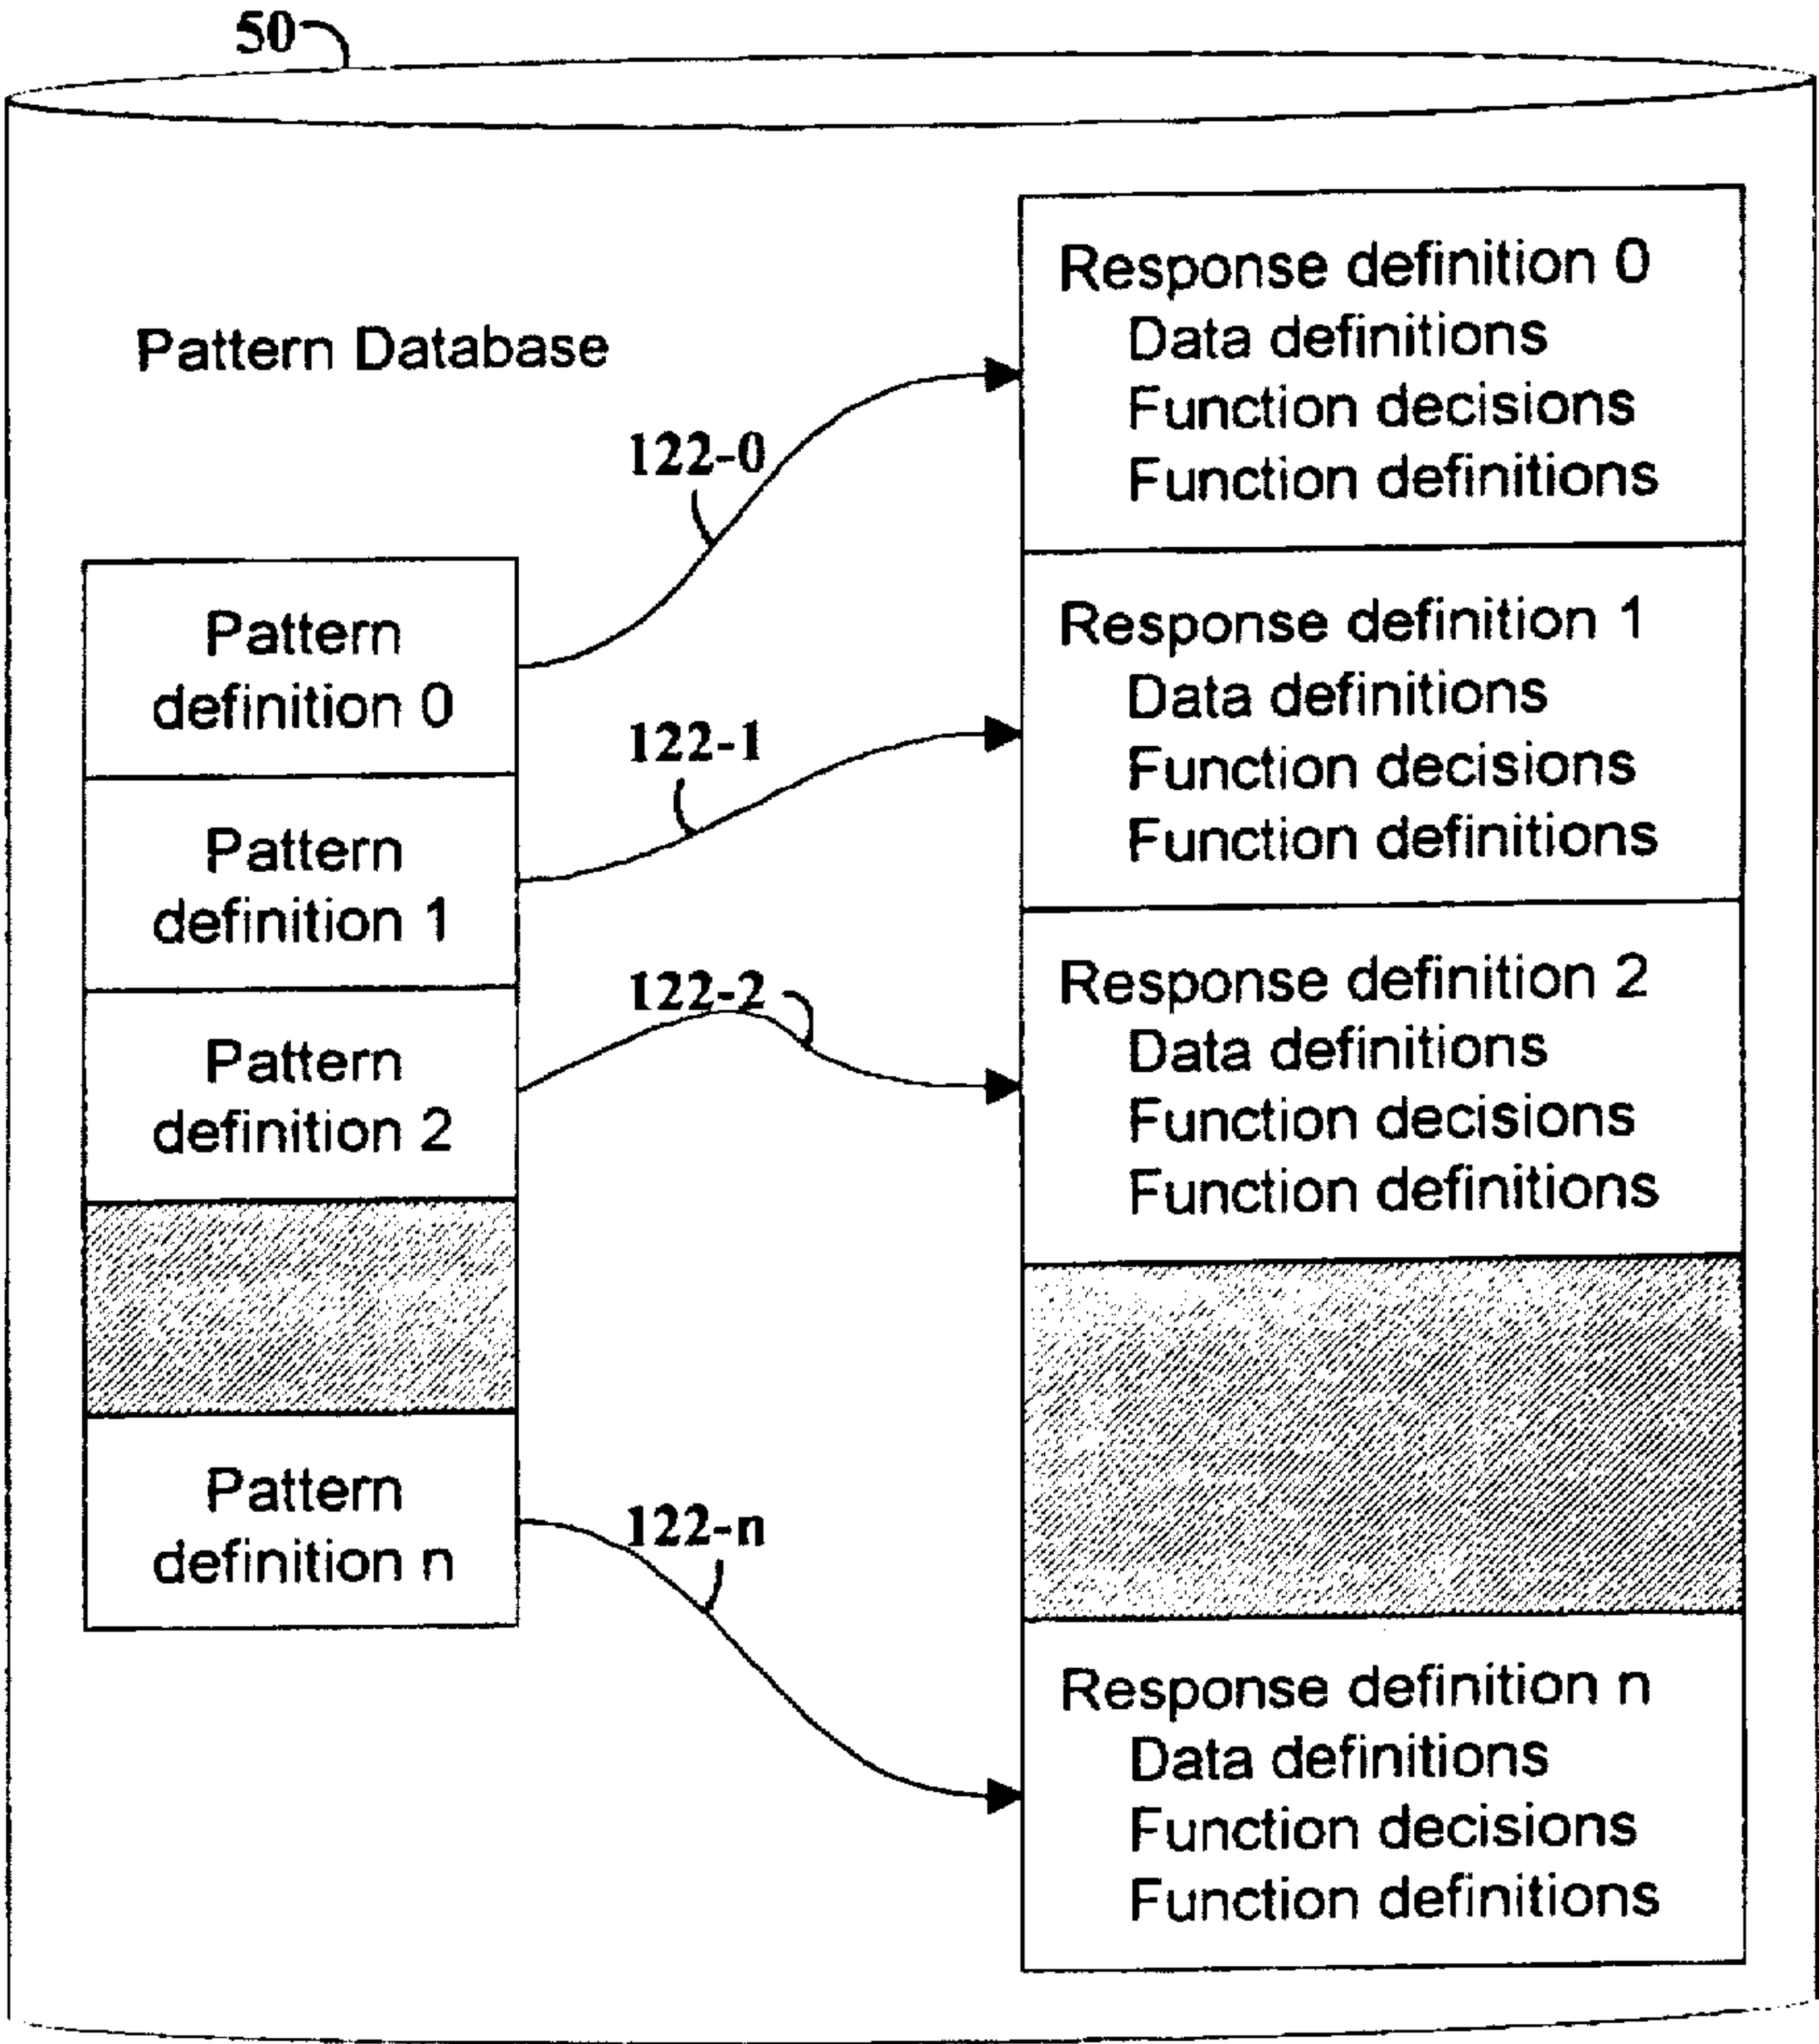 50
Pattern Database
122-0
122-1
122-2
122-n
Pattern
definition 0
Pattern
definition 1
Pattern
definition 2
Pattern
definition n
Response definition 0
Data definitions
Function decisions
Function definitions
Response definition 1
Data definitions
Function decisions
Function definitions
Response definition 2
Data definitions
Function decisions
Function definitions
Response definition n
Data definitions
Function decisions
Function definitions